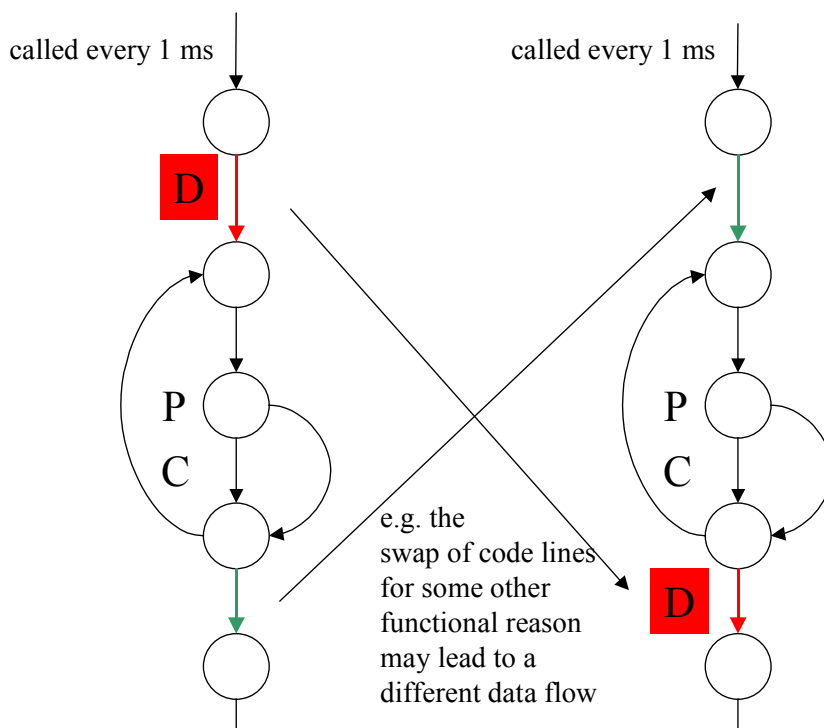 called every 1 ms
called every 1 ms
D
P
P
C
C
e.g. the
swap of code lines
for some other
functional reason
may lead to a
different data flow
D